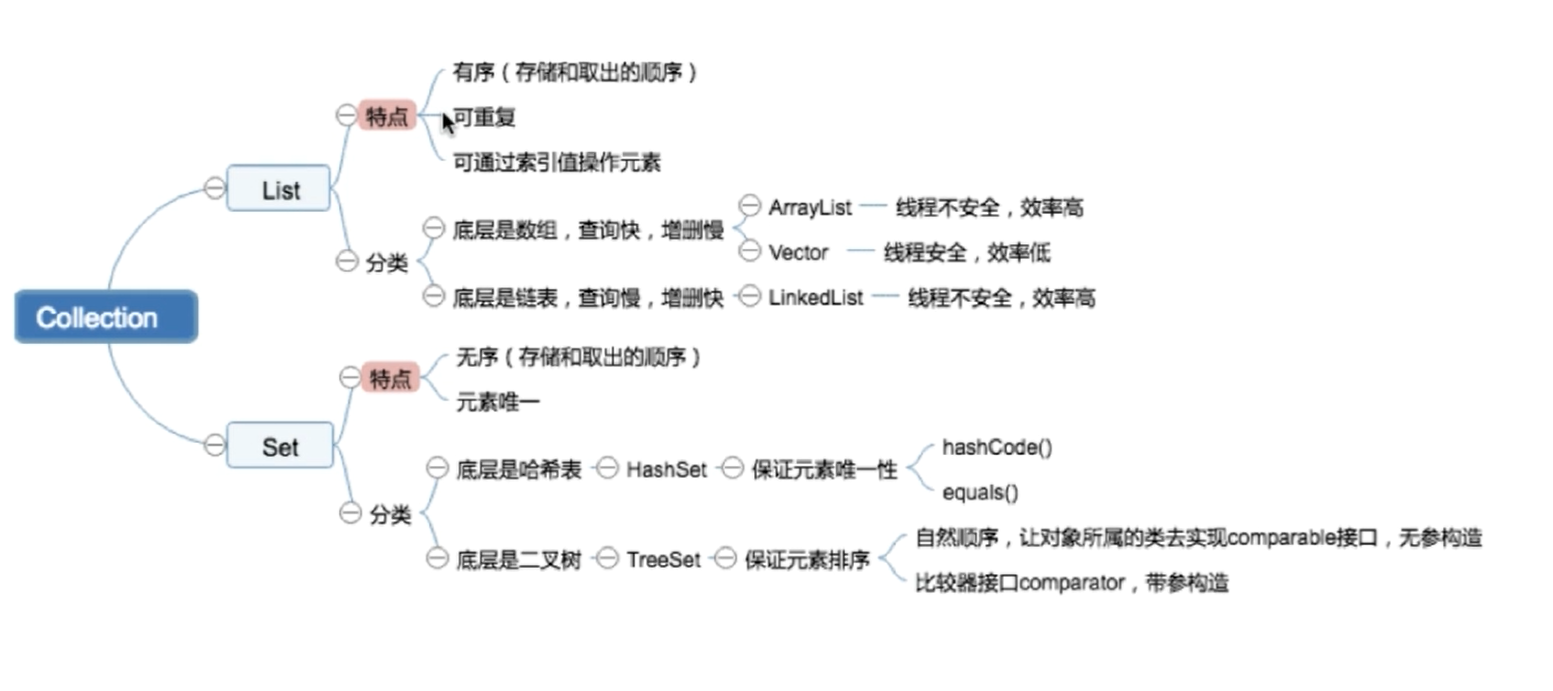 有序（存储和取出的顺序）
特点
可重复
可通过索引值操作元素
List
ArrayList
线程不安全，效率高
底层是数组，查询快，增删慢
Vector
线程安全，效率低
分类
底层是链表，查询慢，增删快
LinkedList
线程不安全，效率高
Collection
无序（存储和取出的顺序）
特点
元素唯一
Set
hashCode()
底层是哈希表
HashSet
保证元素唯一性
equals()
分类
自然顺序，让对象所属的类去实现comparable接口，无参构造
底层是二叉树
TreeSet
保证元素排序
比较器接口comparator，带参构造